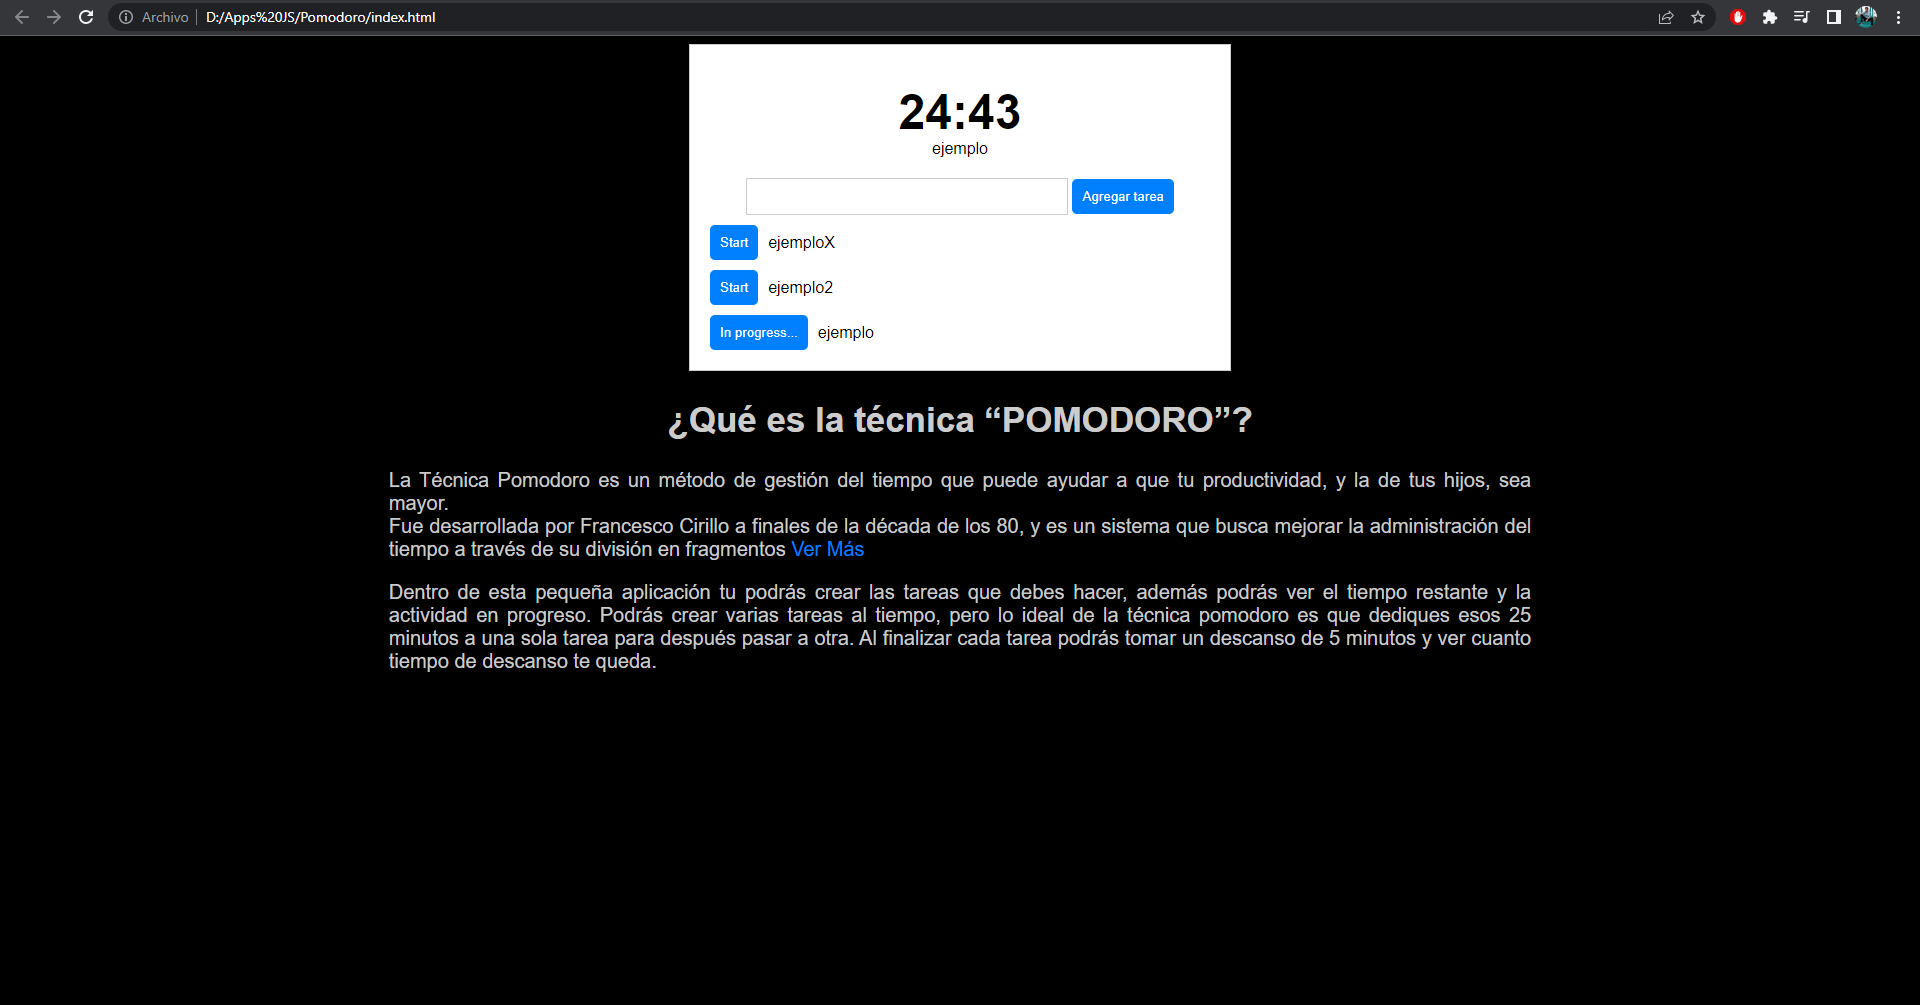 Archivo D:/Apps%20JS/Pomodoro/index.html
24:43
ejemplo
Agregar tarea
Start ejemploX
Start ejemplo2
In progress... ejemplo
¿Qué es la técnica “POMODORO”?
La Técnica Pomodoro es un método de gestión del tiempo que puede ayudar a que tu productividad, y la de tus hijos, sea
mayor.
Fue desarrollada por Francesco Cirillo a finales de la década de los 80, y es un sistema que busca mejorar la administración del
tiempo a través de su división en fragmentos Ver Más
Dentro de esta pequeña aplicación tu podrás crear las tareas que debes hacer, además podrás ver el tiempo restante y la
actividad en progreso. Podrás crear varias tareas al tiempo, pero lo ideal de la técnica pomodoro es que dediques esos 25
minutos a una sola tarea para después pasar a otra. Al finalizar cada tarea podrás tomar un descanso de 5 minutos y ver cuanto
tiempo de descanso te queda.